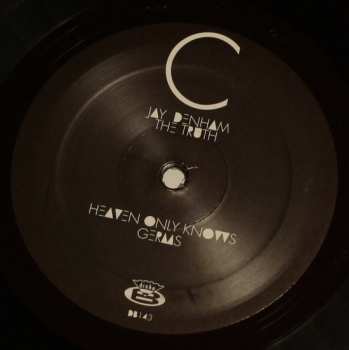 C
JAY DENHAM
THE TRUTH
HEAVEN ONLY KNOWS
GERMS
DB143